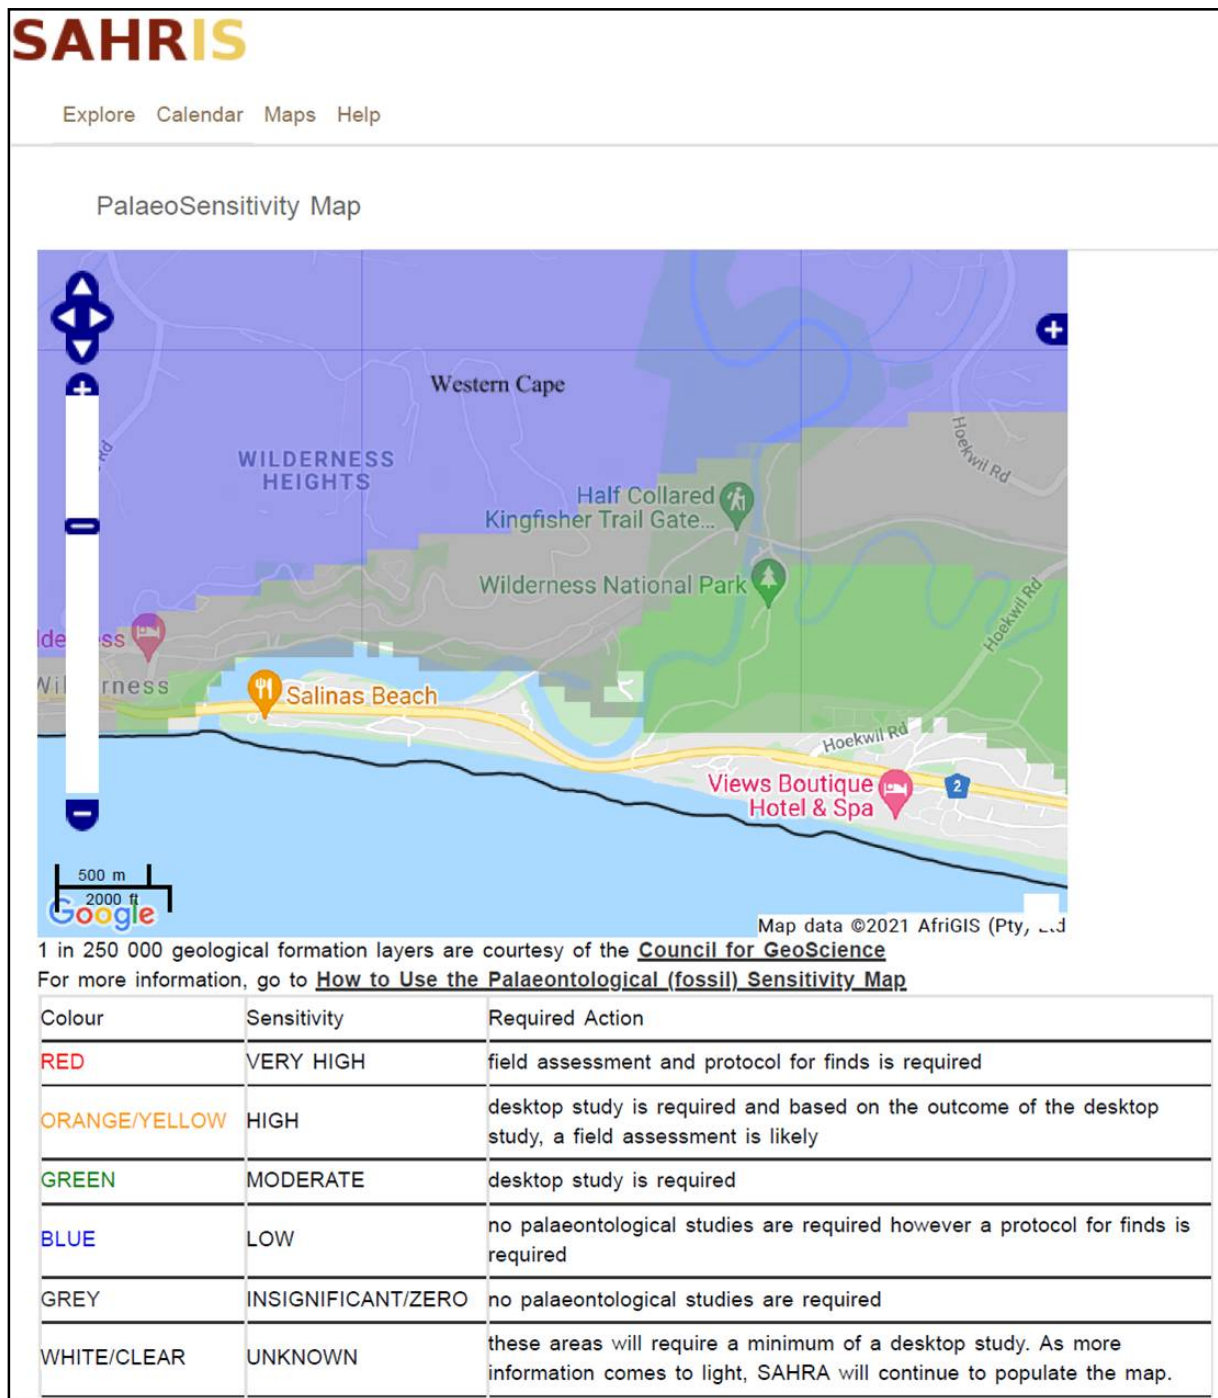 SAHRIS
Explore Calendar Maps Help
PalaeoSensitivity Map
Western Cape
Rd
Hoekwil Rd
WILDERNESS
HEIGHTS
Half Collared
Kingfisher Trail Gate...
Wilderness National Park
Hoekwil Rd
Salinas Beach
Hoekwil Rd
Views Boutique
Hotel & Spa
2
500 m
2000 ft
Google
Map data ©2021 AfriGIS (Pty)
1 in 250 000 geological formation layers are courtesy of the Council for GeoScience
For more information, go to How to Use the Palaeontological (fossil) Sensitivity Map
Colour Sensitivity Required Action
RED VERY HIGH field assessment and protocol for finds is required
ORANGE/YELLOW HIGH desktop study is required and based on the outcome of the desktop
study, a field assessment is likely
GREEN MODERATE desktop study is required
BLUE LOW no palaeontological studies are required however a protocol for finds is
required
GREY INSIGNIFICANT/ZERO no palaeontological studies are required
WHITE/CLEAR UNKNOWN these areas will require a minimum of a desktop study. As more
information comes to light, SAHRA will continue to populate the map.